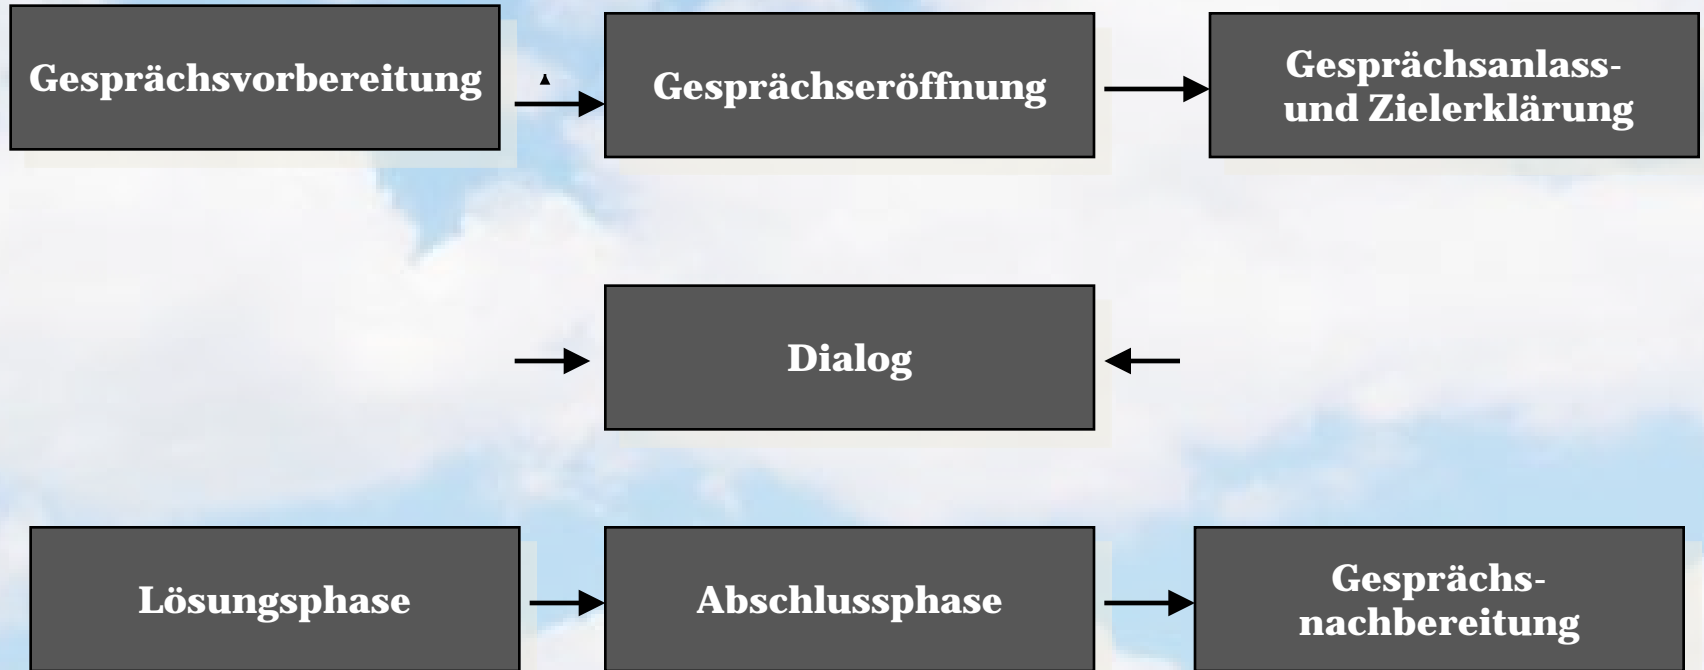 Gesprächsvorbereitung
Gesprächseröffnung
Gesprächsanlass-
und Zielerklärung
Dialog
Lösungsphase
Abschlussphase
Gesprächs-
nachbereitung